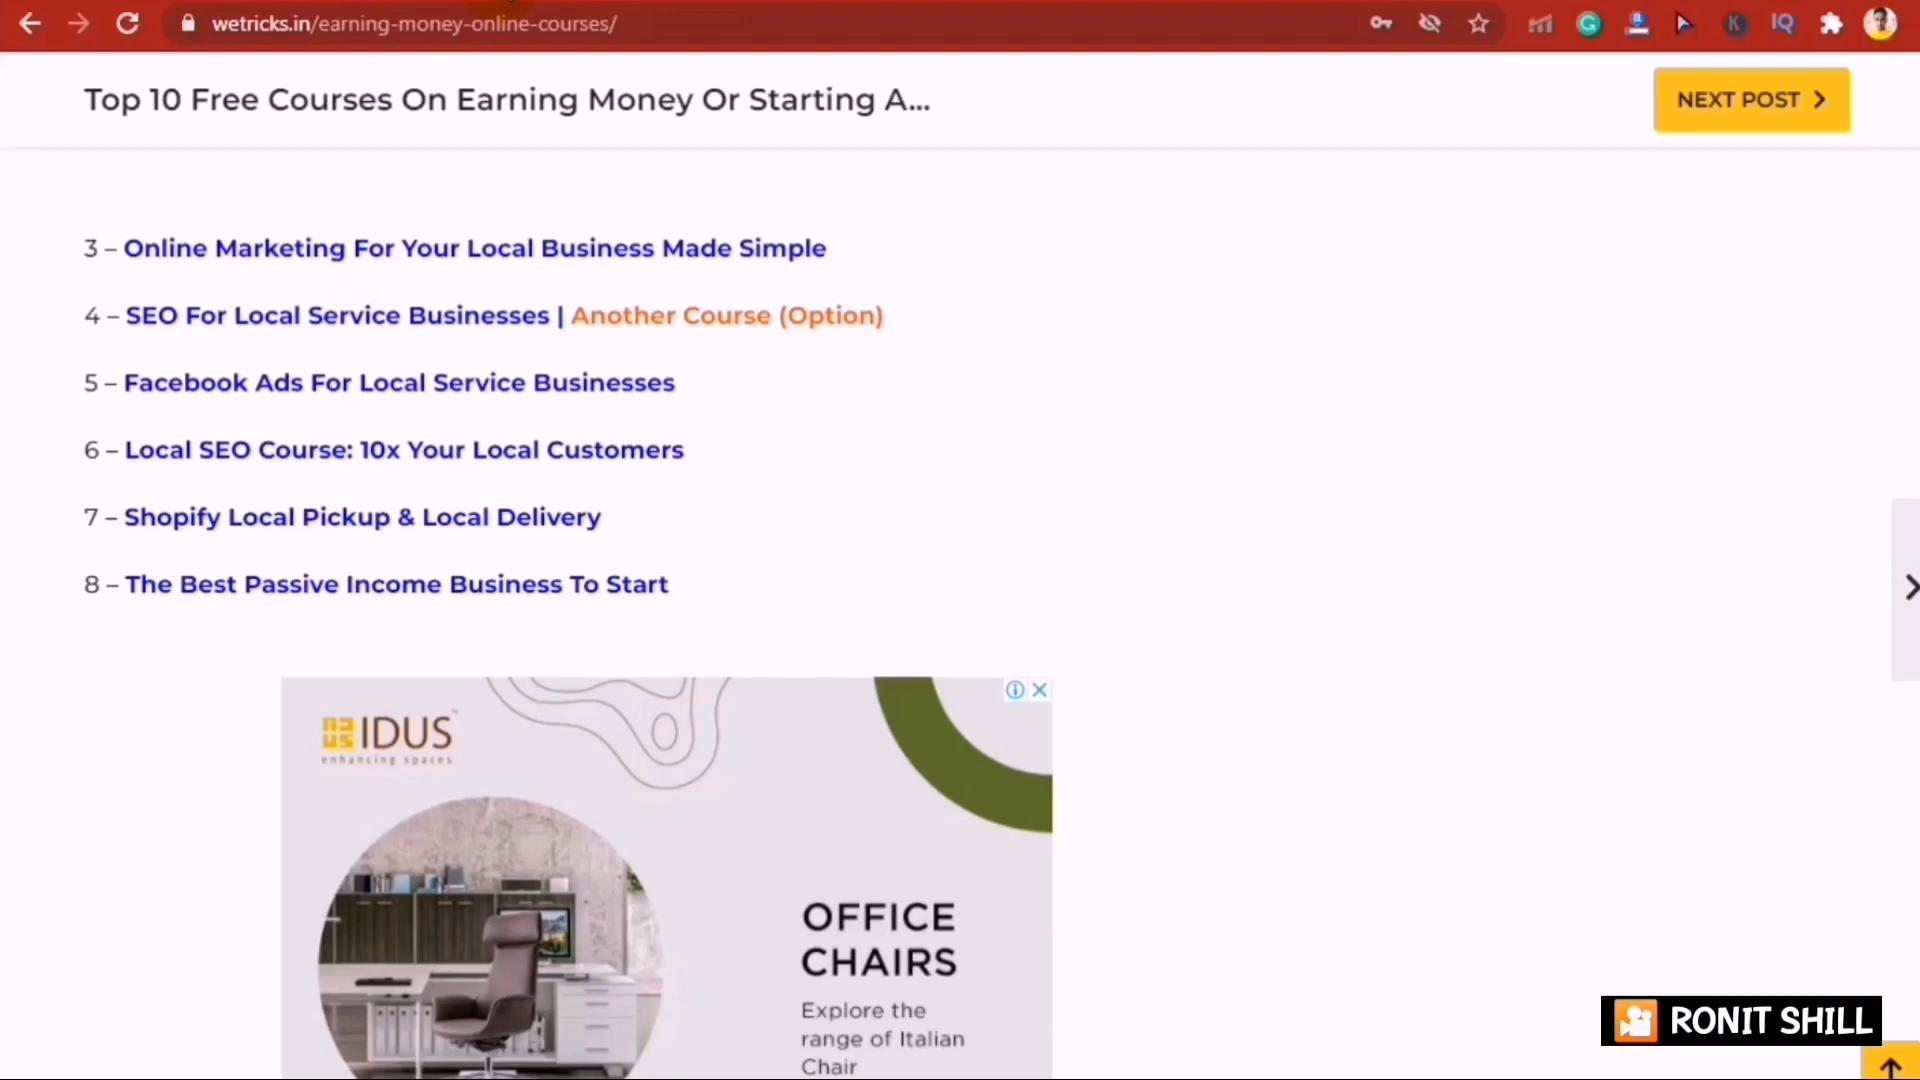 wetricks.in/earning-money-online-courses/
IQ
Top 10 Free Courses On Earning Money Or Starting A...
NEXT POST
3 – Online Marketing For Your Local Business Made Simple
4 – SEO For Local Service Businesses | Another Course (Option)
5 – Facebook Ads For Local Service Businesses
6 – Local SEO Course: 10x Your Local Customers
7 – Shopify Local Pickup & Local Delivery
8 – The Best Passive Income Business To Start
IDUS
enhancing spaces
OFFICE
CHAIRS
Explore the
range of Italian
Chair
RONIT SHILL